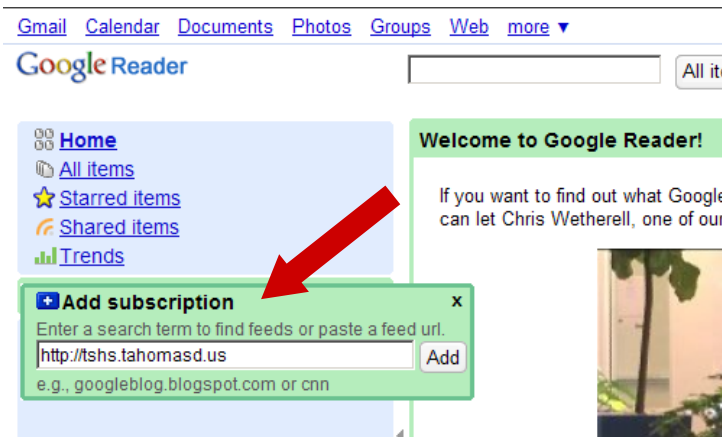 Gmail Calendar Documents Photos Groups Web more ▼
Google Reader
All
Home
All items
Starred items
Shared items
Trends
Welcome to Google Reader!
If you want to find out what Google
can let Chris Wetherell, one of our
Add subscription x
Enter a search term to find feeds or paste a feed url.
http://tshs.tahomasd.us Add
e.g., googleblog.blogspot.com or cnn